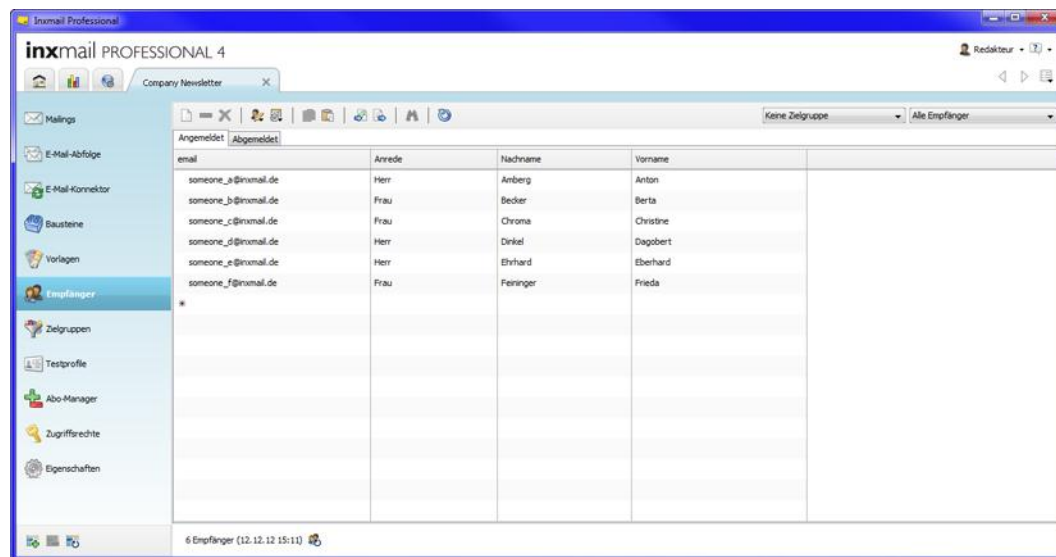 Inxmail Professional
inxmail PROFESSIONAL 4
Redakteur
Company Newsletter
Mailings
E-Mail-Abfolge
E-Mail-Konnektor
Bausteine
Vorlagen
Empfänger
Zielgruppen
Testprofile
Abo-Manager
Zugriffsrechte
Eigenschaften
Keine Zielgruppe Alle Empfänger
Angemeldet Abgemeldet
email Anrede Nachname Vorname
someone_a@inxmail.de Herr Amberg Anton
someone_b@inxmail.de Frau Becker Berta
someone_c@inxmail.de Frau Chroma Christine
someone_d@inxmail.de Herr Dinkel Dagobert
someone_e@inxmail.de Herr Ehrhard Eberhard
someone_f@inxmail.de Frau Feininger Frieda
6 Empfänger (12.12.12 15:11)